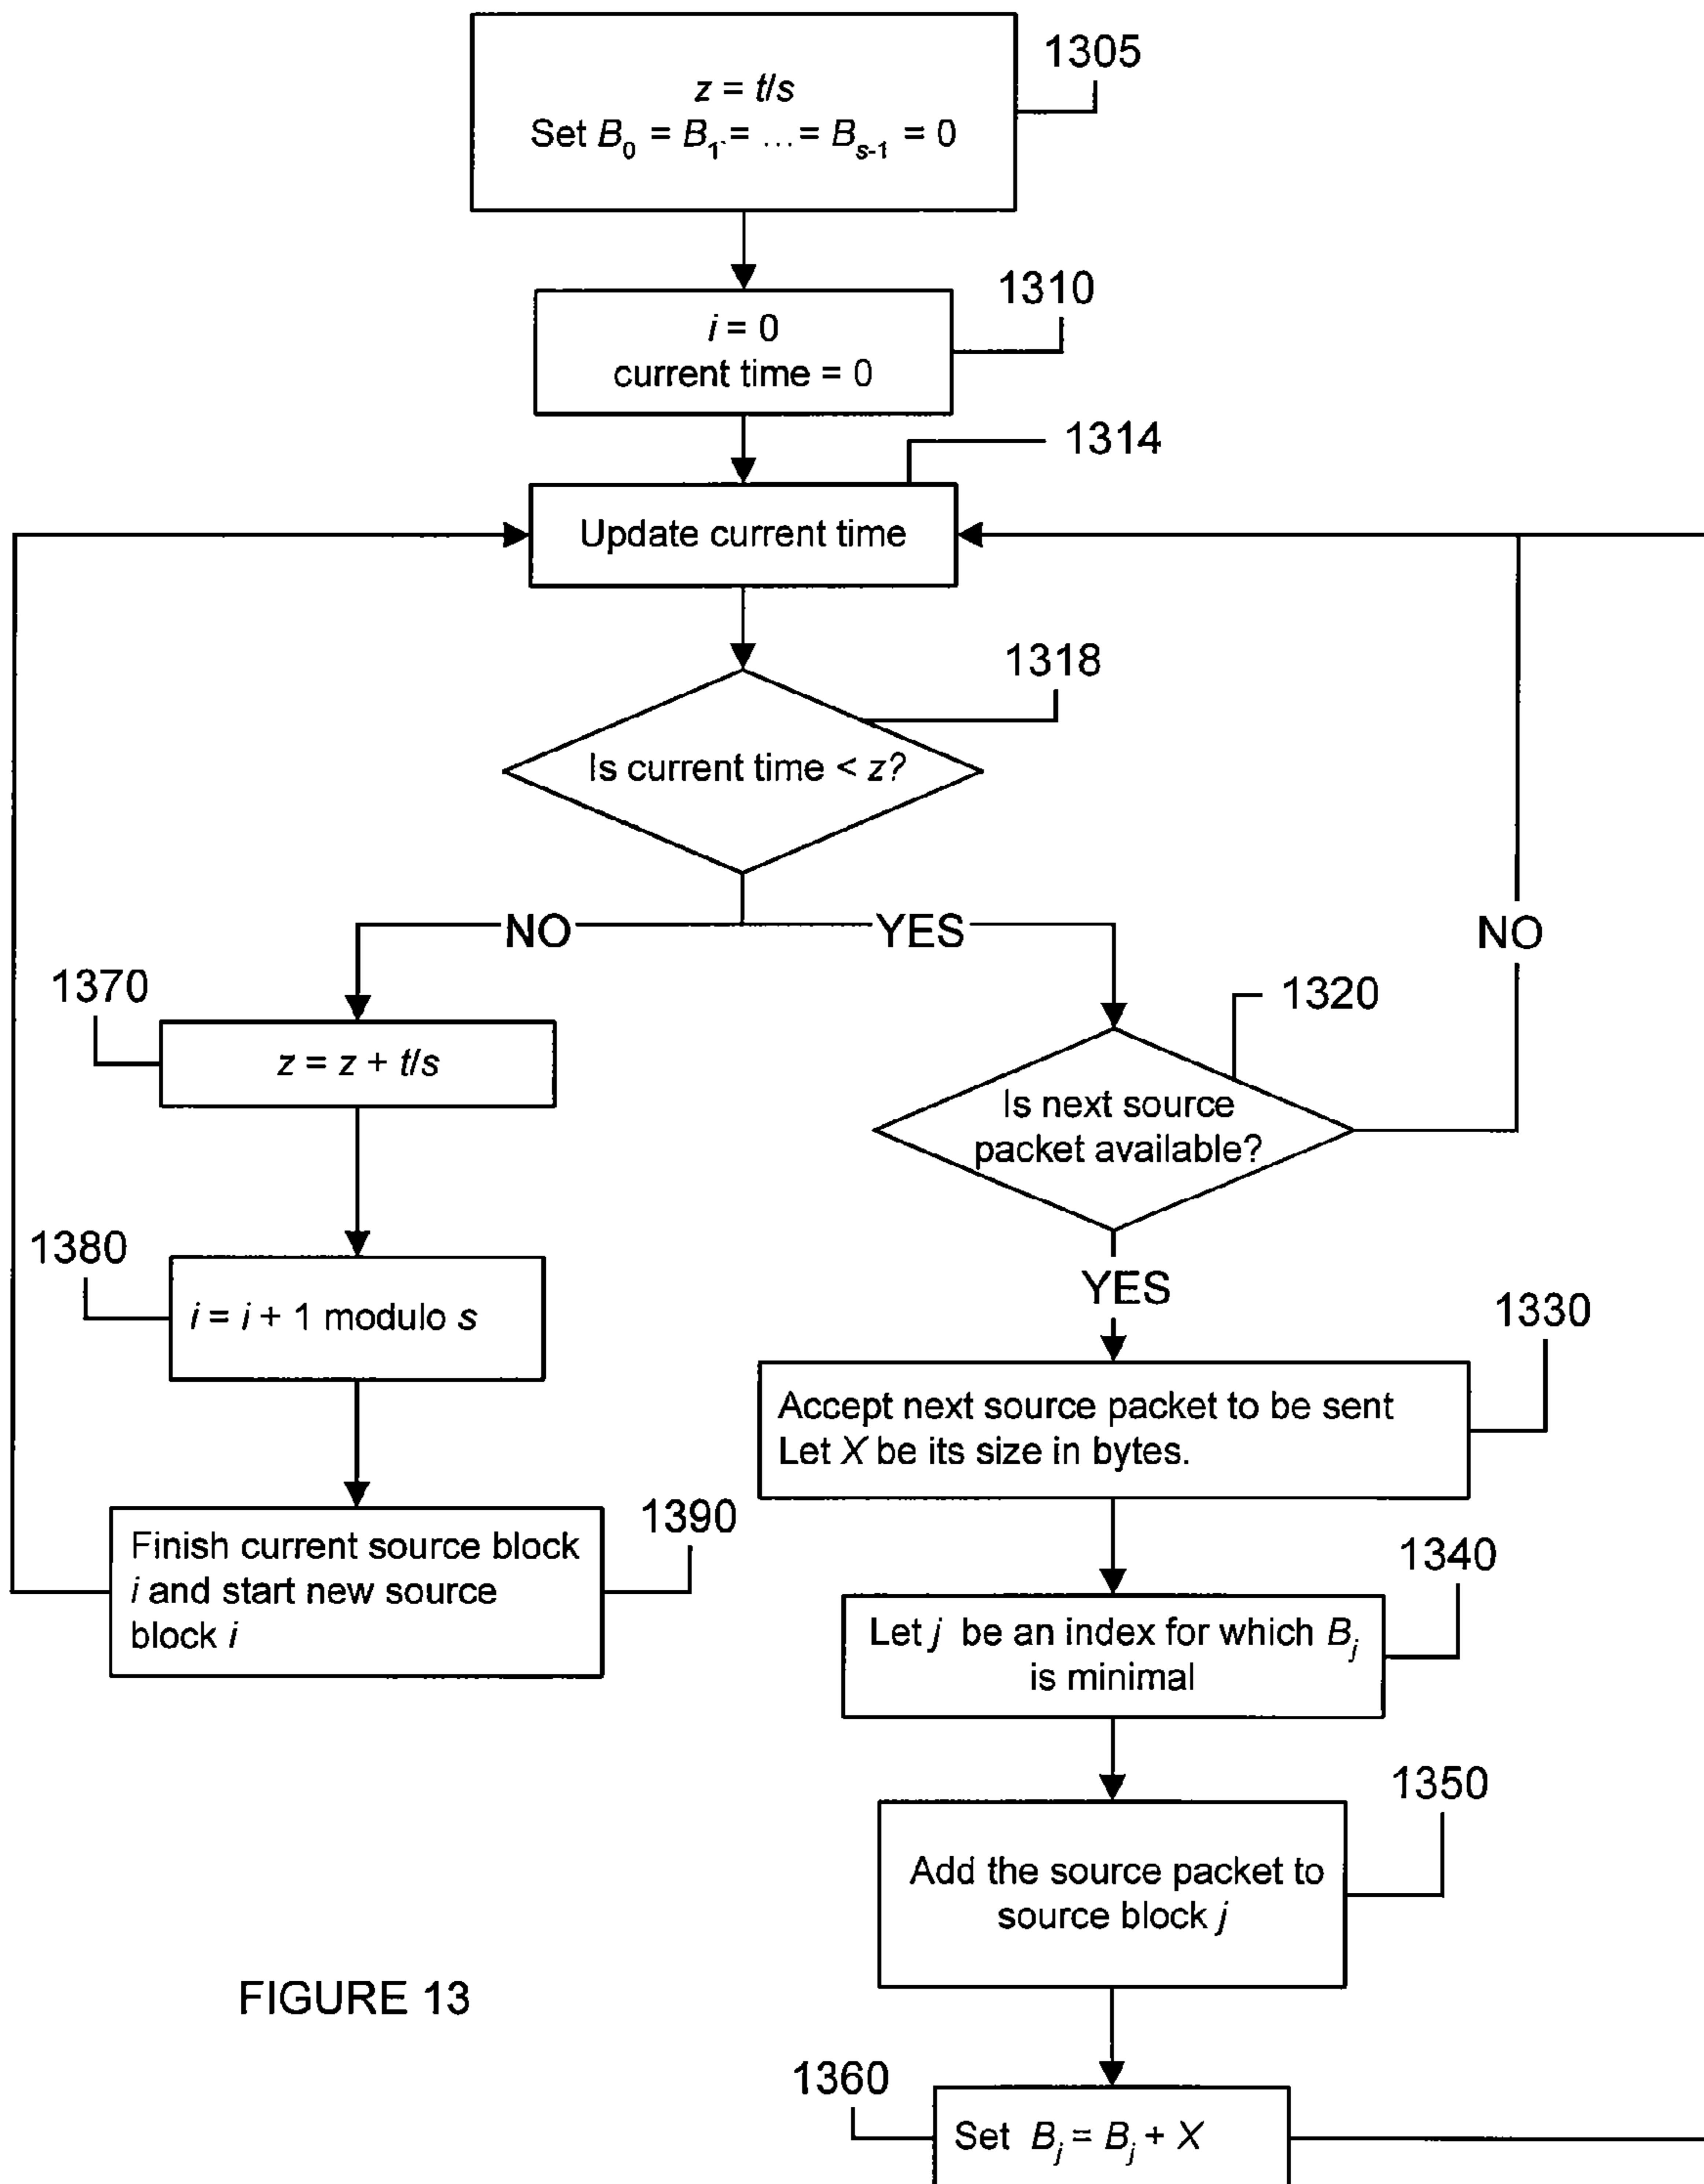 1305
z = t/s
Set B₀ = B₁ = ... = Bₛ₋₁ = 0
1310
i = 0
current time = 0
1314
Update current time
1318
Is current time < z?
NO
YES
NO
1370
1320
z = z + t/s
Is next source
packet available?
1380
YES
i = i + 1 modulo s
1330
Accept next source packet to be sent
Let X be its size in bytes.
1390
Finish current source block
i and start new source
block i
1340
Let j be an index for which Bⱼ
is minimal
1350
Add the source packet to
source block j
FIGURE 13
1360
Set Bⱼ = Bⱼ + X